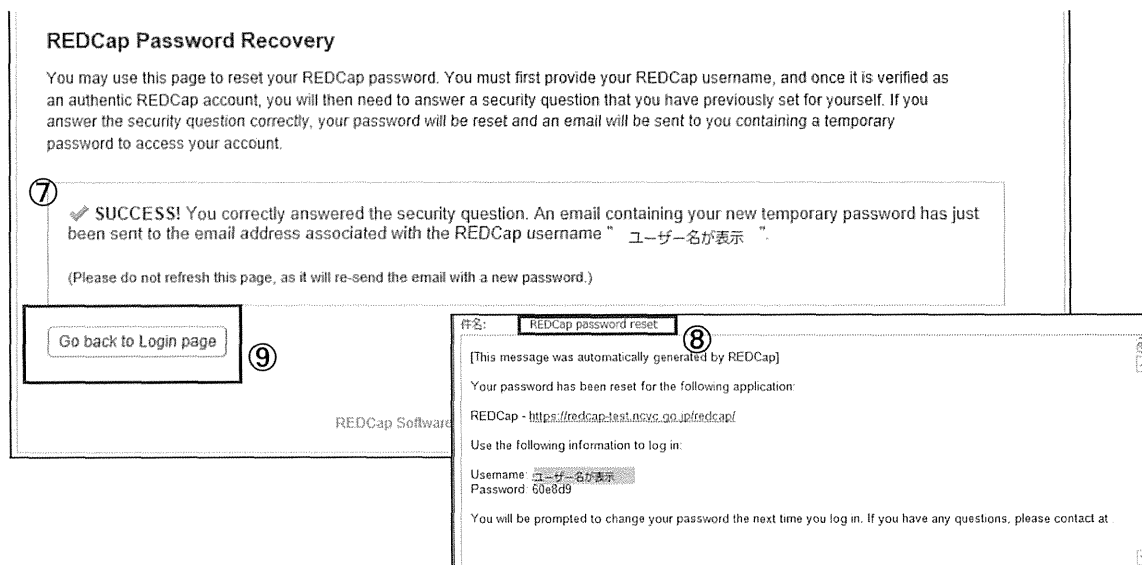 REDCap Password Recovery
You may use this page to reset your REDCap password. You must first provide your REDCap username, and once it is verified as
an authentic REDCap account, you will then need to answer a security question that you have previously set for yourself. If you
answer the security question correctly, your password will be reset and an email will be sent to you containing a temporary
password to access your account.
⑦
SUCCESS! You correctly answered the security question. An email containing your new temporary password has just
been sent to the email address associated with the REDCap username " ユーザー名が表示 ".
(Please do not refresh this page, as it will re-send the email with a new password.)
Go back to Login page
⑨
REDCap Software
件名: REDCap password reset
⑧
[This message was automatically generated by REDCap]
Your password has been reset for the following application:
REDCap - https://redcap-test.ncvc.go.jp/redcap/
Use the following information to log in:
Username: ユーザー名が表示
Password: 60e8d9
You will be prompted to change your password the next time you log in. If you have any questions, please contact at